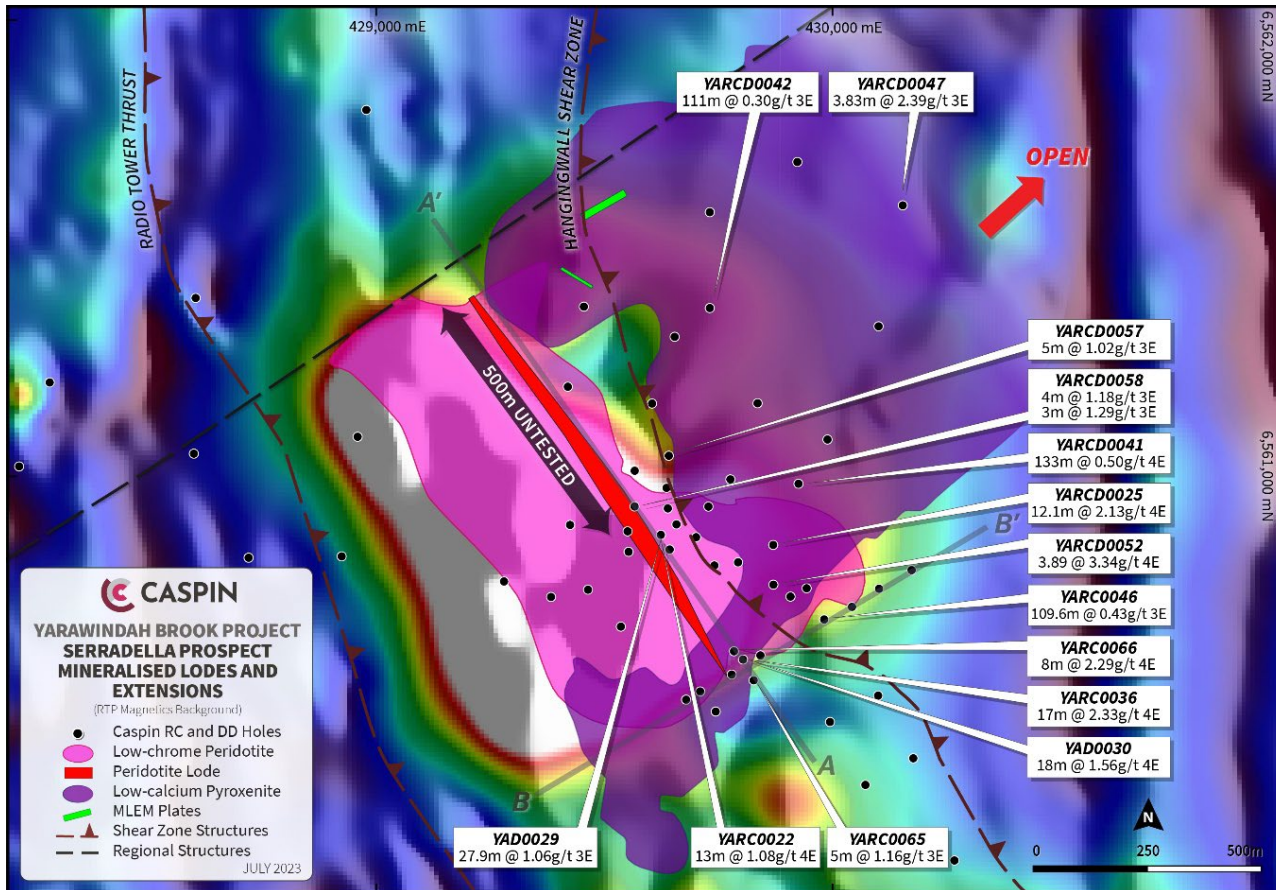 429,000 mE
430,000 mE
6,562,000 mN
RADIO TOWER THRUST
HANGINGWALL SHEAR ZONE
YARCD0042
111m @ 0.30g/t 3E
YARCD0047
3.83m @ 2.39g/t 3E
OPEN
A'
500m UNTESTED
YARCD0057
5m @ 1.02g/t 3E
YARCD0058
4m @ 1.18g/t 3E
3m @ 1.29g/t 3E
YARCD0041
133m @ 0.50g/t 4E
6,561,000 mN
YARCD0025
12.1m @ 2.13g/t 4E
B'
YARCD0052
3.89 @ 3.34g/t 4E
YARC0046
109.6m @ 0.43g/t 3E
YARC0066
8m @ 2.29g/t 4E
YARC0036
17m @ 2.33g/t 4E
YAD0030
18m @ 1.56g/t 4E
A
B
YAD0029
27.9m @ 1.06g/t 3E
YARC0022
13m @ 1.08g/t 4E
YARC0065
5m @ 1.16g/t 3E
CASPIN
YARAWINDAH BROOK PROJECT
SERRADELLA PROSPECT
MINERALISED LODES AND
EXTENSIONS
(RTP Magnetics Background)
Caspin RC and DD Holes
Low-chrome Peridotite
Peridotite Lode
Low-calcium Pyroxenite
MLEM Plates
Shear Zone Structures
Regional Structures
JULY 2023
N
0 250 500m